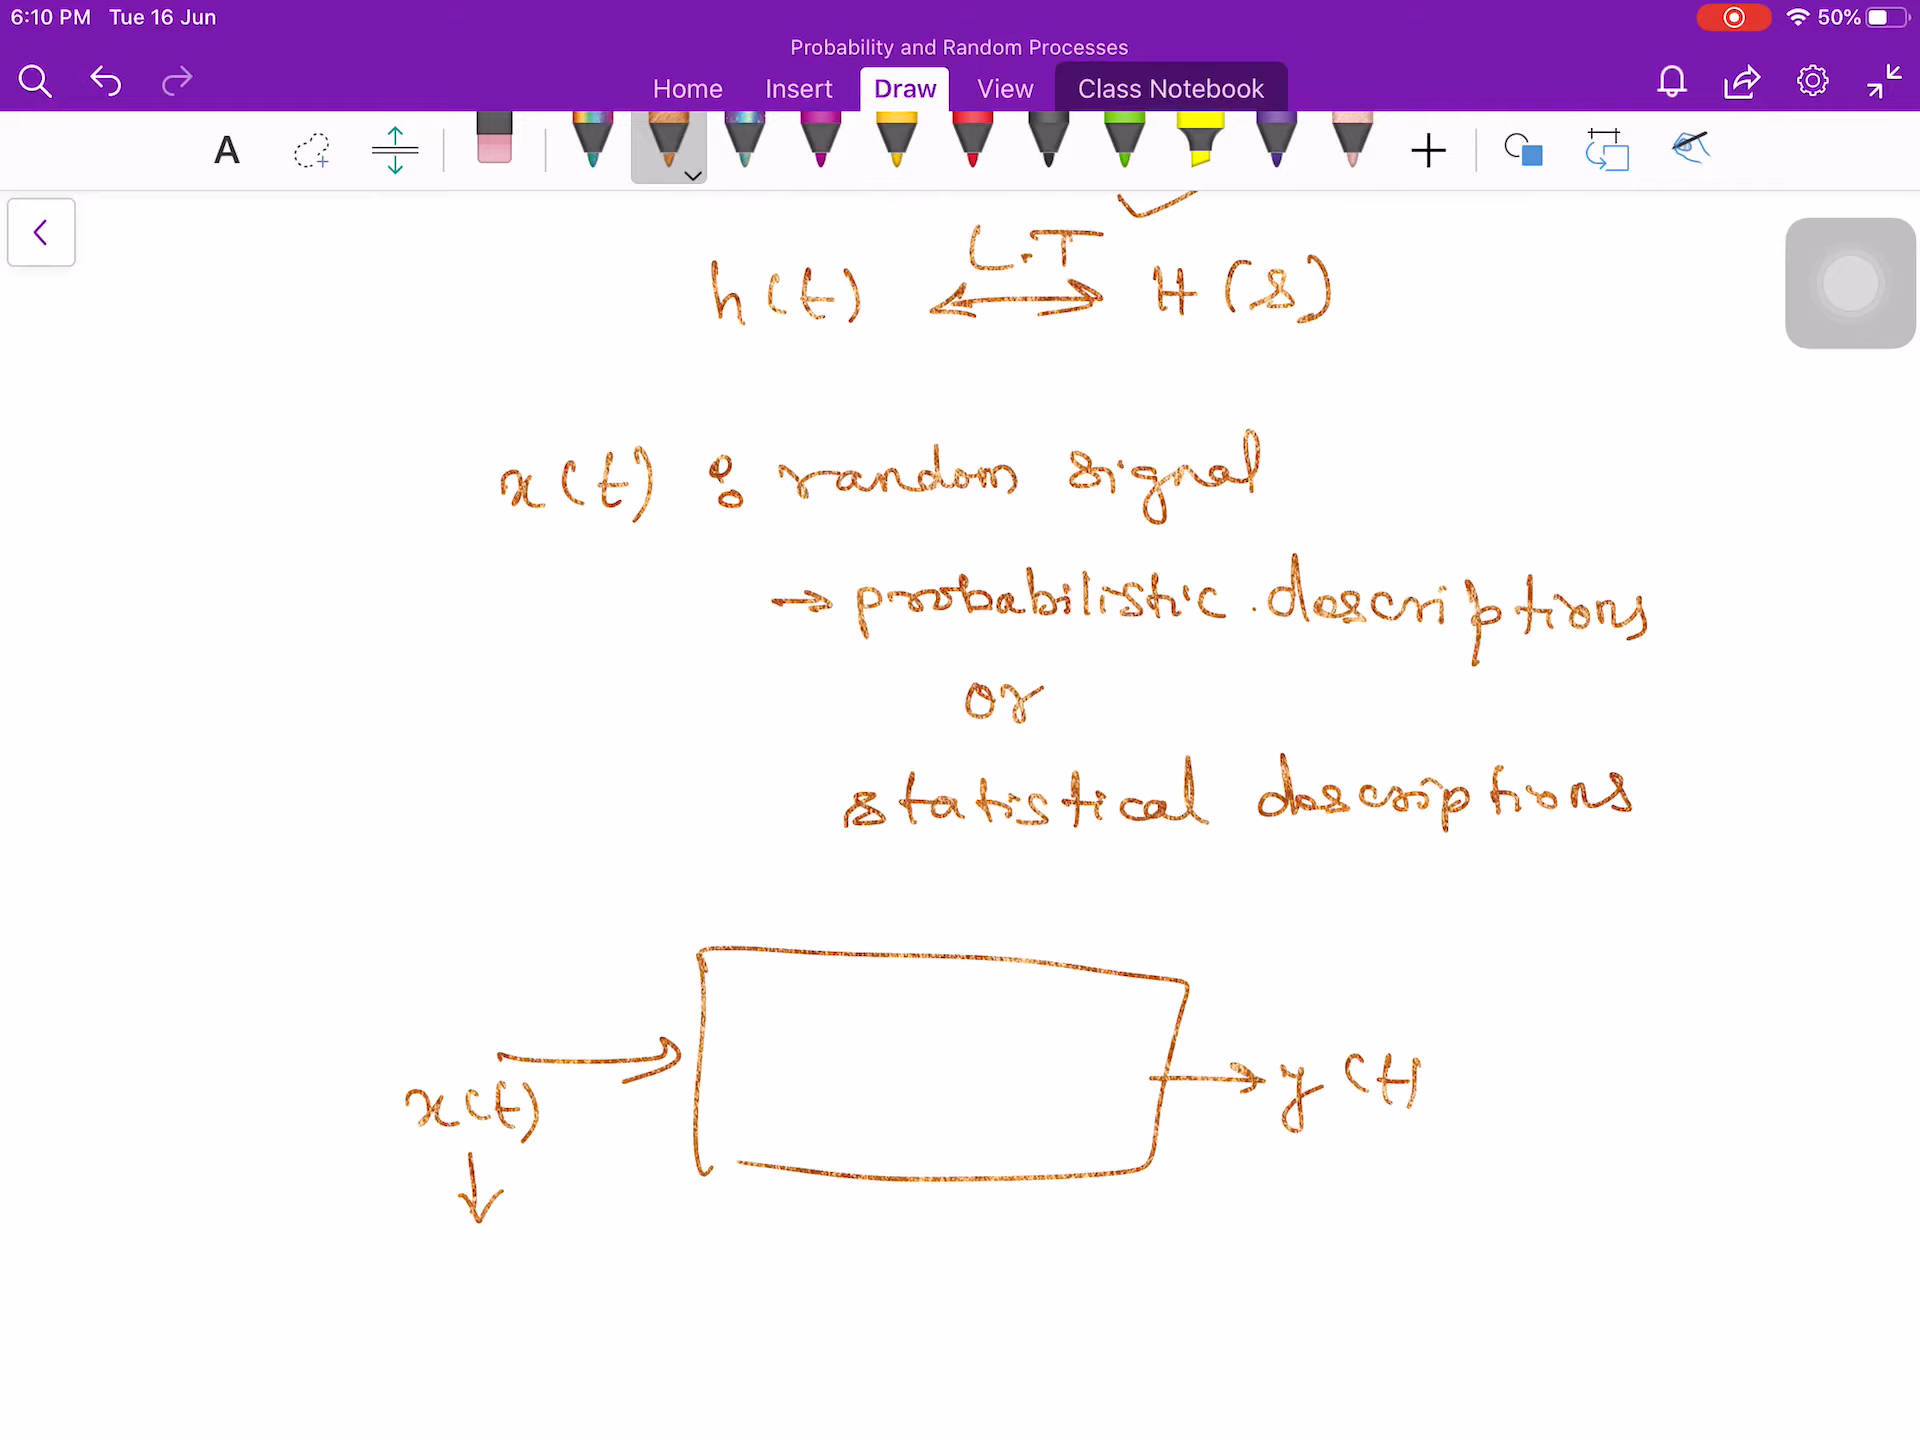 6:10 PM Tue 16 Jun
50%
Probability and Random Processes
Home Insert Draw View Class Notebook
A
L.T
h(t) ⟷ H(s)
x(t) : random signal
→ probabilistic descriptions
or
statistical descriptions
x(t) → → y(t)
↓